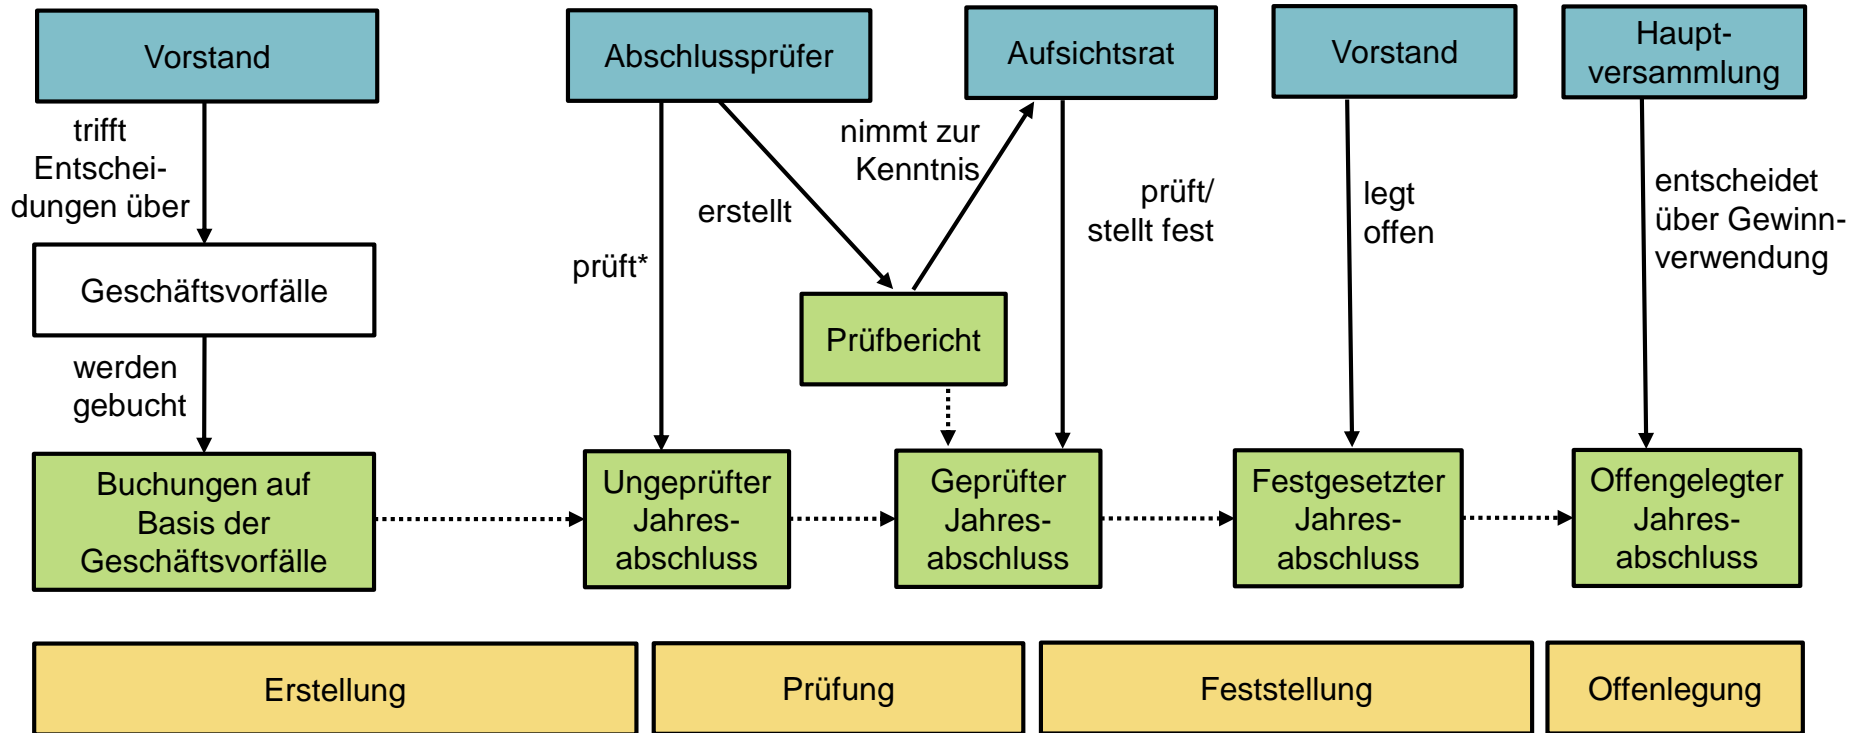 Vorstand
Abschlussprüfer
Aufsichtsrat
Vorstand
Haupt-
versammlung
trifft
Entschei-
dungen über
erstellt
prüft*
nimmt zur
Kenntnis
prüft/
stellt fest
legt
offen
entscheidet
über Gewinn-
verwendung
Geschäftsvorfälle
Prüfbericht
werden
gebucht
Buchungen auf
Basis der
Geschäftsvorfälle
Ungeprüfter
Jahres-
abschluss
Geprüfter
Jahres-
abschluss
Festgesetzter
Jahres-
abschluss
Offengelegter
Jahres-
abschluss
Erstellung
Prüfung
Feststellung
Offenlegung